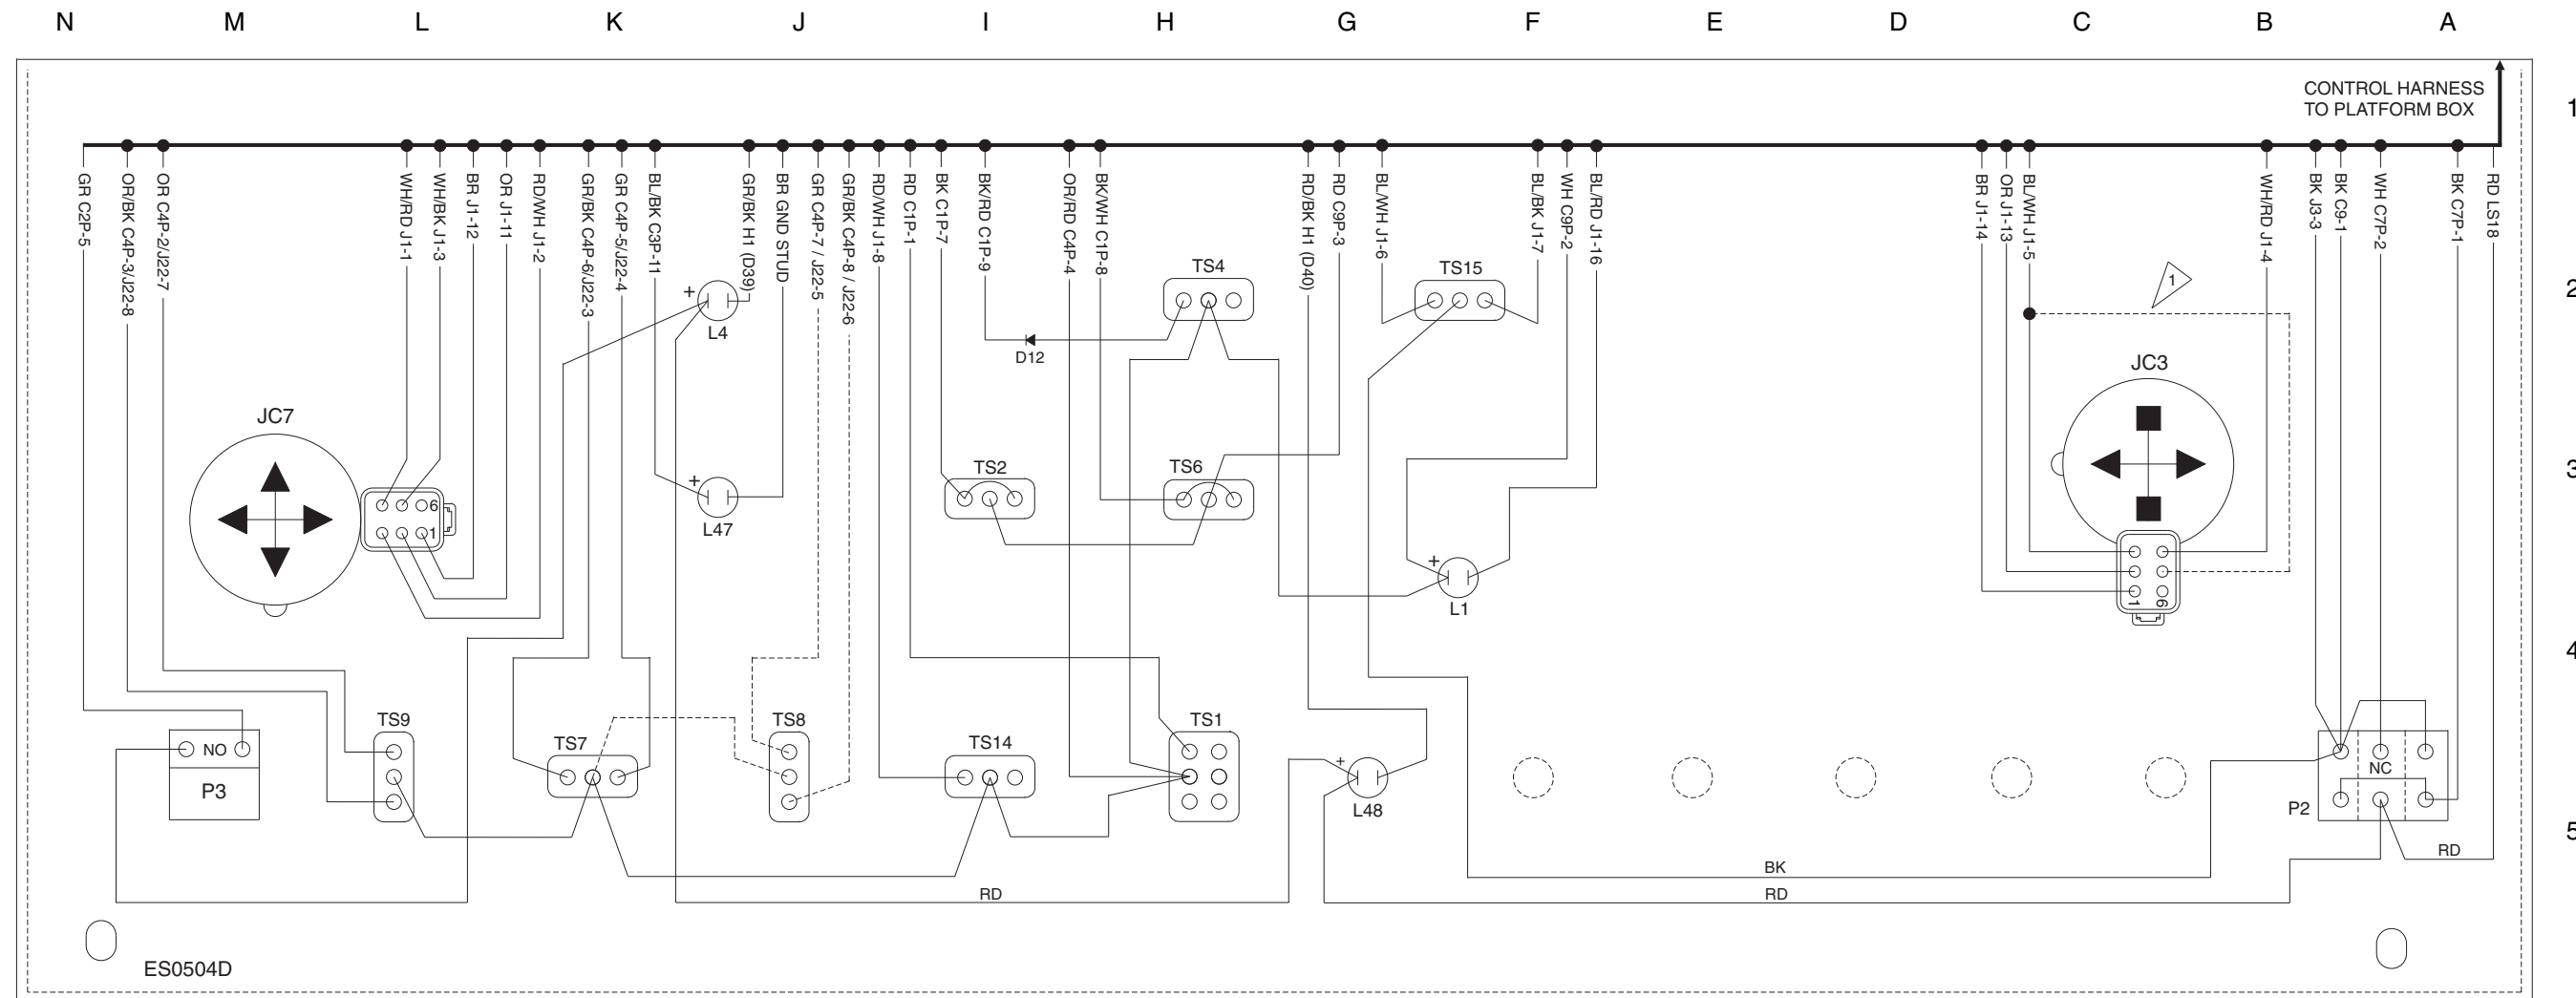 N M L K J I H G F E D C B A
CONTROL HARNESS
TO PLATFORM BOX
1
GR C2P-5
OR/BK C4P-3/J22-8
OR C4P-2/J22-7
WH/RD J1-1
WH/BK J1-3
BR J1-12
OR J1-11
RD/WH J1-2
GR/BK C4P-6/J22-3
GR C4P-5/J22-4
BL/BK C3P-11
GR/BK H1 (D39)
BR GND STUD
GR C4P-7 / J22-5
GR/BK C4P-8 / J22-6
RD/WH J1-8
RD C1P-1
BK C1P-7
BK/RD C1P-9
OR/RD C4P-4
BK/WH C1P-8
RD/BK H1 (D40)
RD C9P-3
BL/WH J1-6
BL/BK J1-7
WH C9P-2
BL/RD J1-16
BR J1-14
OR J1-13
BL/WH J1-5
WH/RD J1-4
BK J3-3
BK C9-1
WH C7P-2
BK C7P-1
RD LS18
TS4
TS15
1
2
+
L4
D12
JC3
JC7
TS2
TS6
3
+
L47
6
1
+
L1
1
6
4
TS9
TS8
TS1
TS7
TS14
NO
P3
+
L48
NC
P2
5
RD
BK
RD
RD
ES0504D